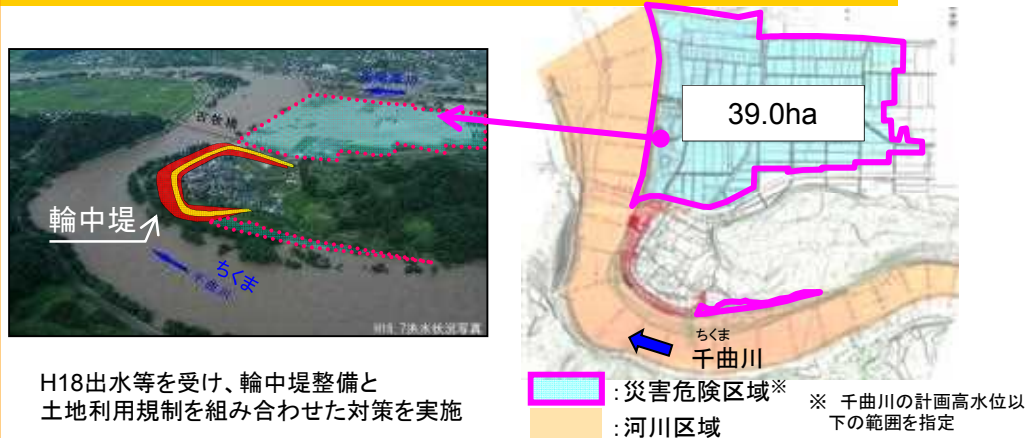 古牧橋
輪中堤
ちくま
千曲川
H18.7洪水状況写真
39.0ha
ちくま
千曲川
H18出水等を受け、輪中堤整備と
土地利用規制を組み合わせた対策を実施
:災害危険区域※
:河川区域
※ 千曲川の計画高水位以
下の範囲を指定